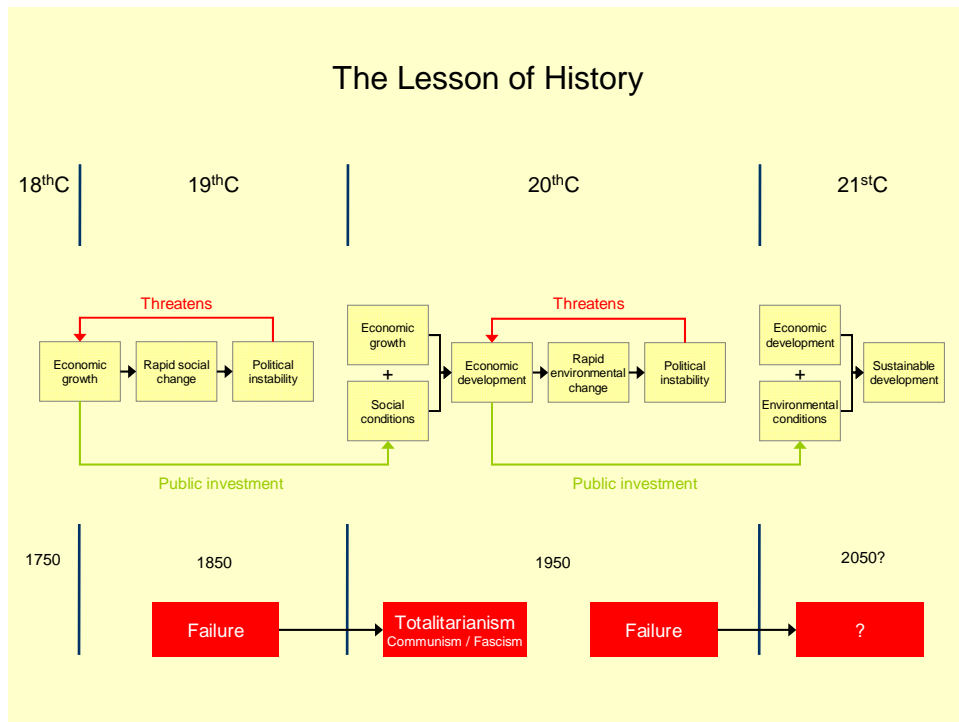 The Lesson of History
18thC
19thC
20thC
21stC
Threatens
Economic
growth
Rapid social
change
Political
instability
Public investment
Economic
growth
+
Social
conditions
Threatens
Economic
development
Rapid
environmental
change
Political
instability
Public investment
Economic
development
+
Environmental
conditions
Sustainable
development
1750
1850
1950
2050?
Failure
Totalitarianism
Communism / Fascism
Failure
?